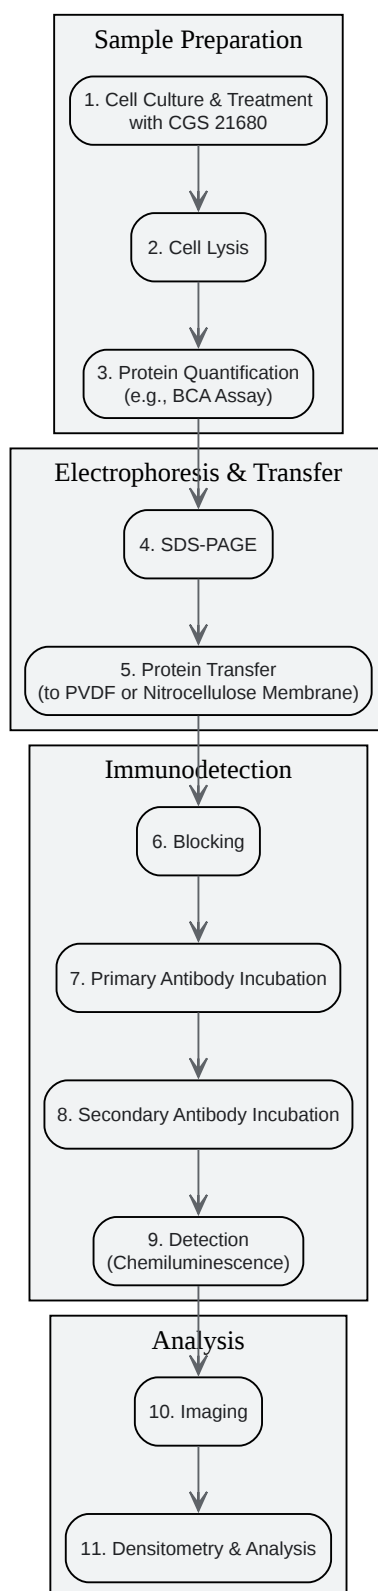 Sample Preparation
1. Cell Culture & Treatment
with CGS 21680
2. Cell Lysis
3. Protein Quantification
(e.g., BCA Assay)
Electrophoresis & Transfer
4. SDS-PAGE
5. Protein Transfer
(to PVDF or Nitrocellulose Membrane)
Immunodetection
6. Blocking
7. Primary Antibody Incubation
8. Secondary Antibody Incubation
9. Detection
(Chemiluminescence)
Analysis
10. Imaging
11. Densitometry & Analysis